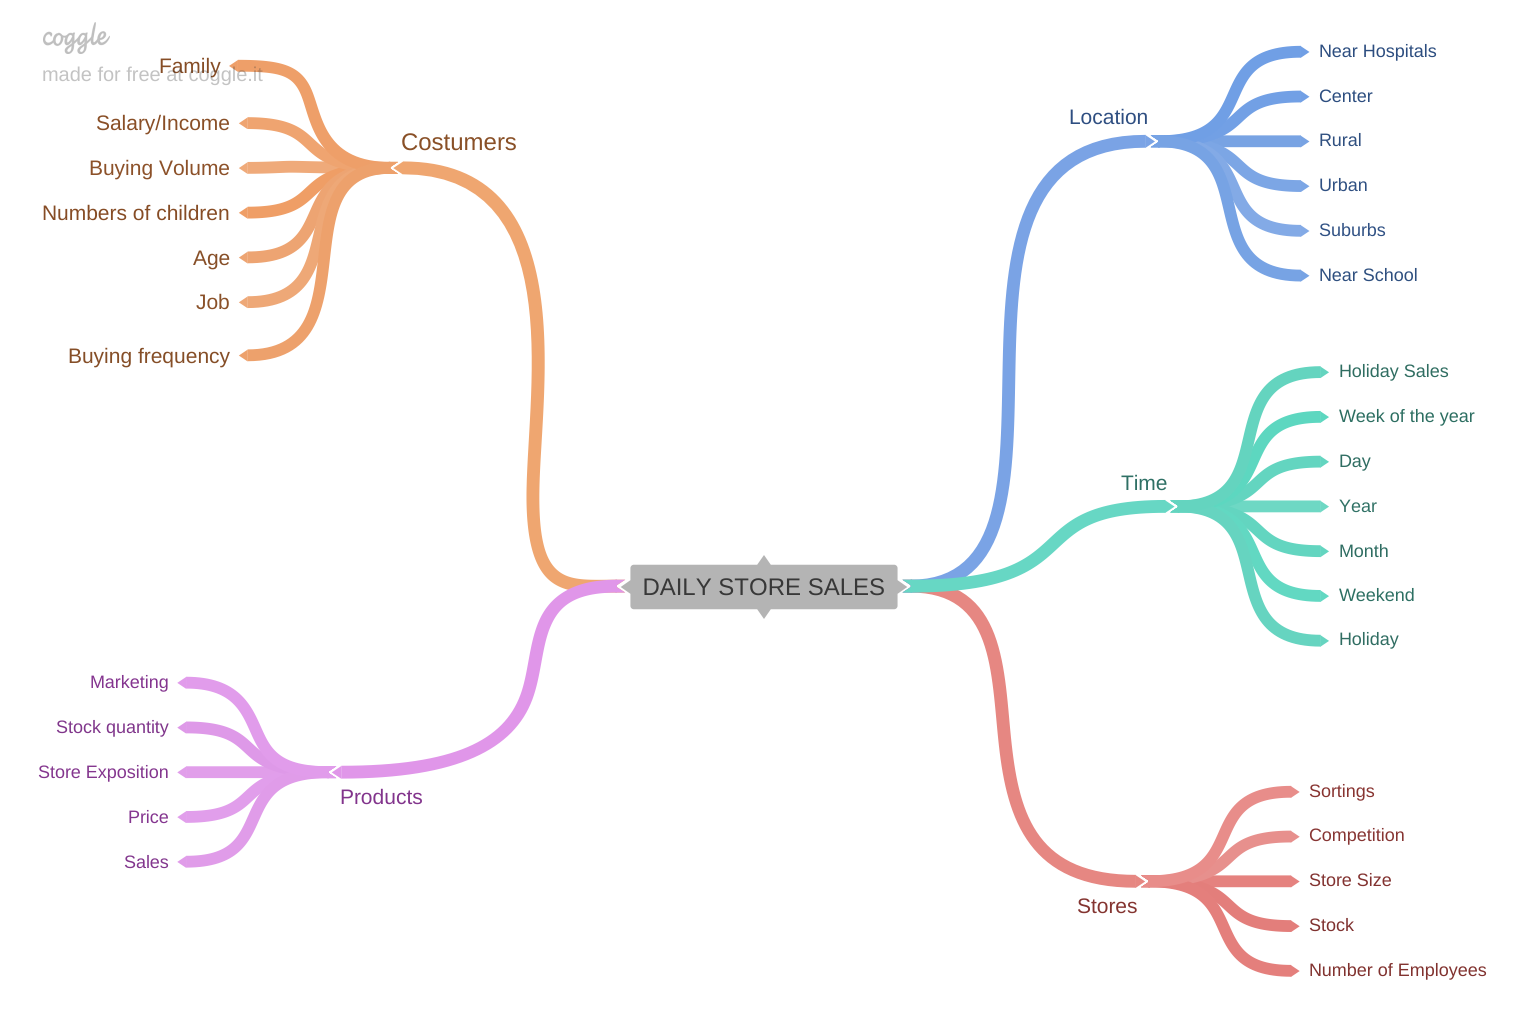 coggle
made for free at coggle.it
Family
Salary/Income
Buying Volume
Numbers of children
Age
Job
Buying frequency
Costumers
Location
Near Hospitals
Center
Rural
Urban
Suburbs
Near School
Time
Holiday Sales
Week of the year
Day
Year
Month
Weekend
Holiday
DAILY STORE SALES
Marketing
Stock quantity
Store Exposition
Price
Sales
Products
Stores
Sortings
Competition
Store Size
Stock
Number of Employees